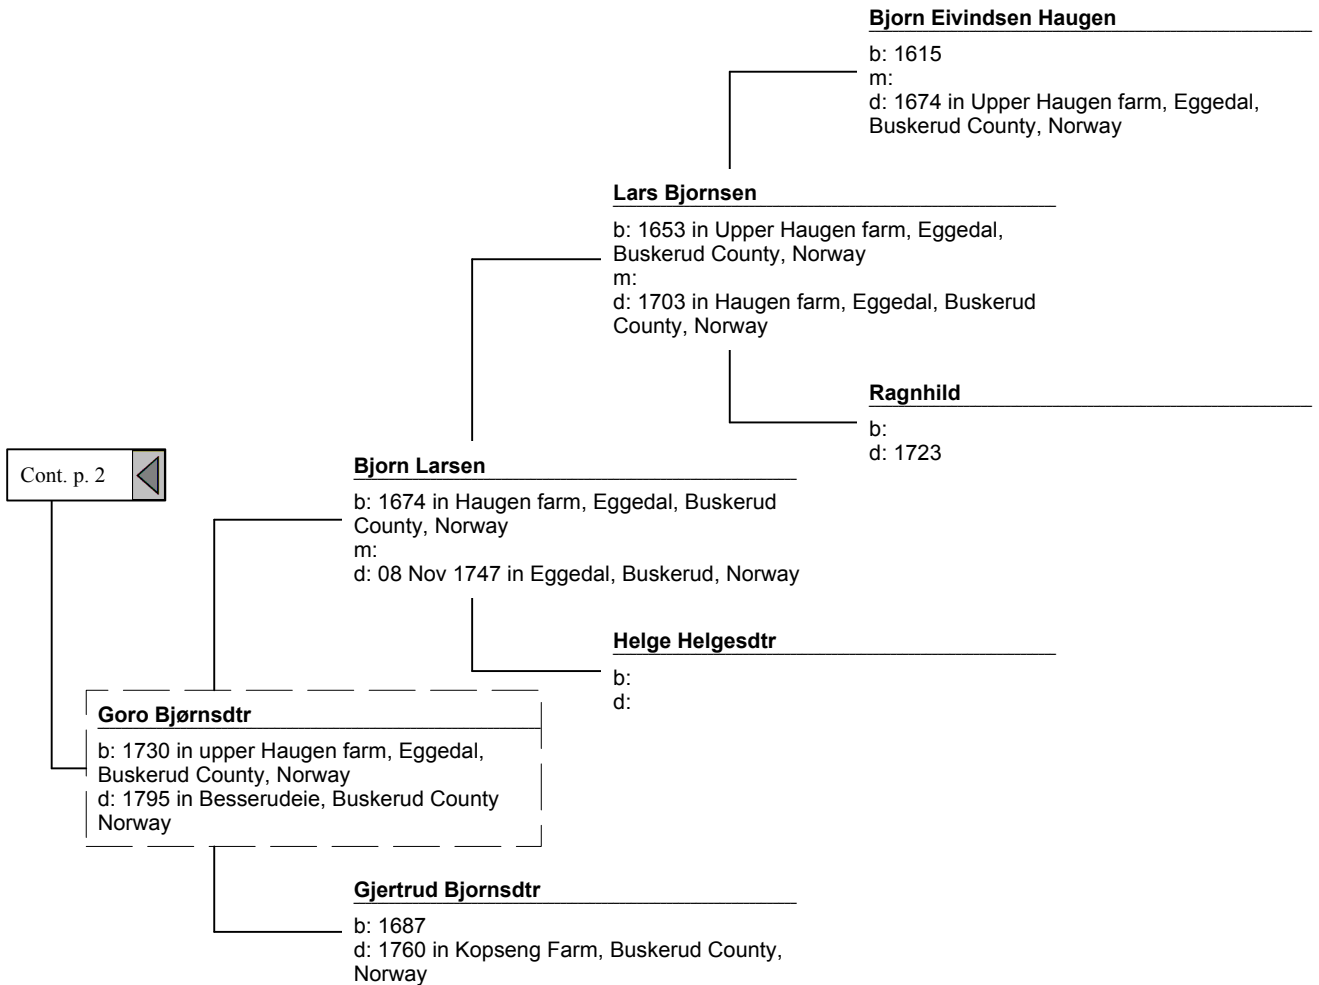 Bjorn Eivindsen Haugen
b: 1615
m:
d: 1674 in Upper Haugen farm, Eggedal,
Buskerud County, Norway
Lars Bjornsen
b: 1653 in Upper Haugen farm, Eggedal,
Buskerud County, Norway
m:
d: 1703 in Haugen farm, Eggedal, Buskerud
County, Norway
Ragnhild
b:
d: 1723
Cont. p. 2
Bjorn Larsen
b: 1674 in Haugen farm, Eggedal, Buskerud
County, Norway
m:
d: 08 Nov 1747 in Eggedal, Buskerud, Norway
Helge Helgesdtr
b:
d:
Goro Bjørnsdtr
b: 1730 in upper Haugen farm, Eggedal,
Buskerud County, Norway
d: 1795 in Besserudeie, Buskerud County
Norway
Gjertrud Bjornsdtr
b: 1687
d: 1760 in Kopseng Farm, Buskerud County,
Norway